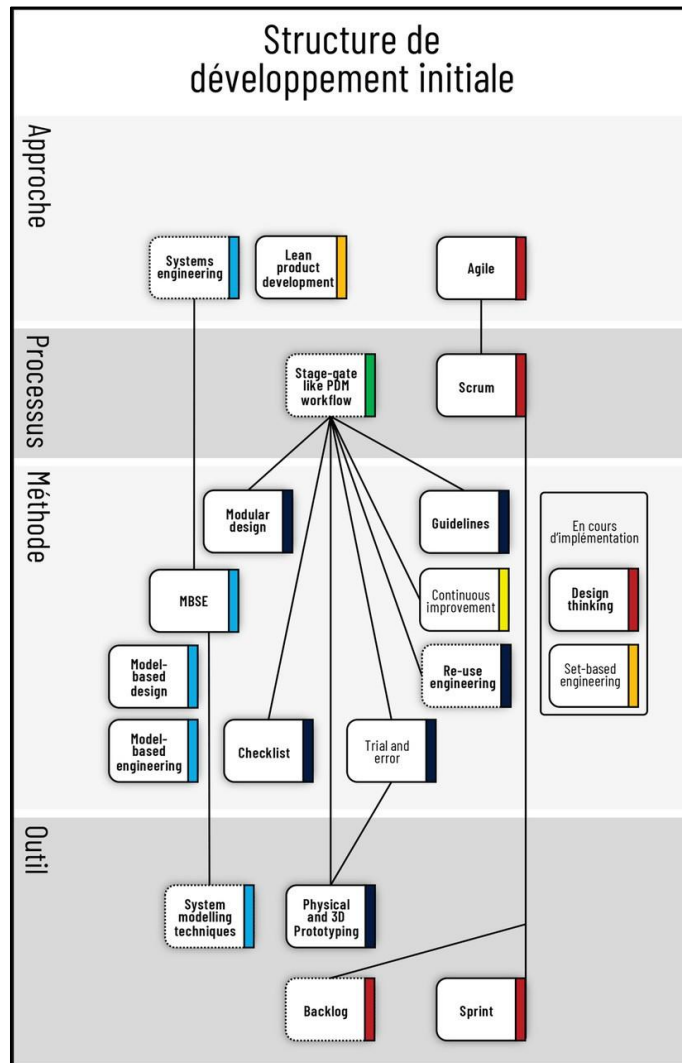 Structure de
développement initiale
Approche
Systems
engineering
Lean
product
development
Agile
Processus
Stage-gate
like PDM
workflow
Scrum
Méthode
Modular
design
Guidelines
En cours
d'implémentation
MBSE
Continuous
improvement
Design
thinking
Model-
based
design
Re-use
engineering
Set-based
engineering
Model-
based
engineering
Checklist
Trial and
error
Outil
System
modelling
techniques
Physical
and 3D
Prototyping
Backlog
Sprint